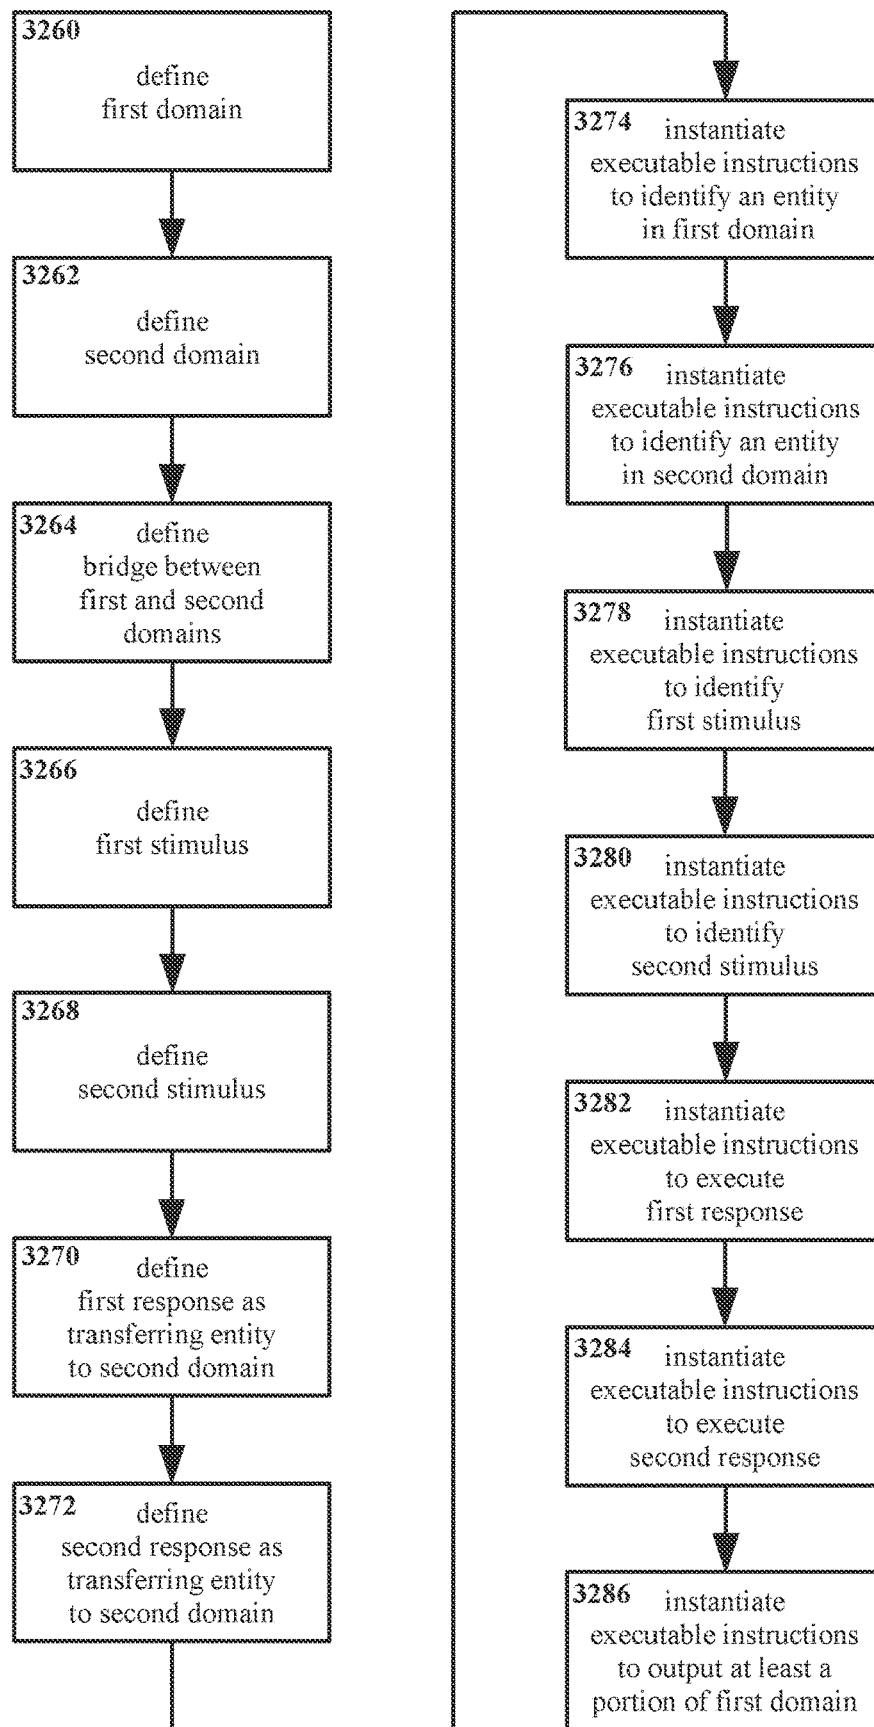 3260
define
first domain
3262
define
second domain
3264
define
bridge between
first and second
domains
3266
define
first stimulus
3268
define
second stimulus
3270
define
first response as
transferring entity
to second domain
3272
define
second response as
transferring entity
to second domain
3274
instantiate
executable instructions
to identify an entity
in first domain
3276
instantiate
executable instructions
to identify an entity
in second domain
3278
instantiate
executable instructions
to identify
first stimulus
3280
instantiate
executable instructions
to identify
second stimulus
3282
instantiate
executable instructions
to execute
first response
3284
instantiate
executable instructions
to execute
second response
3286
instantiate
executable instructions
to output at least a
portion of first domain